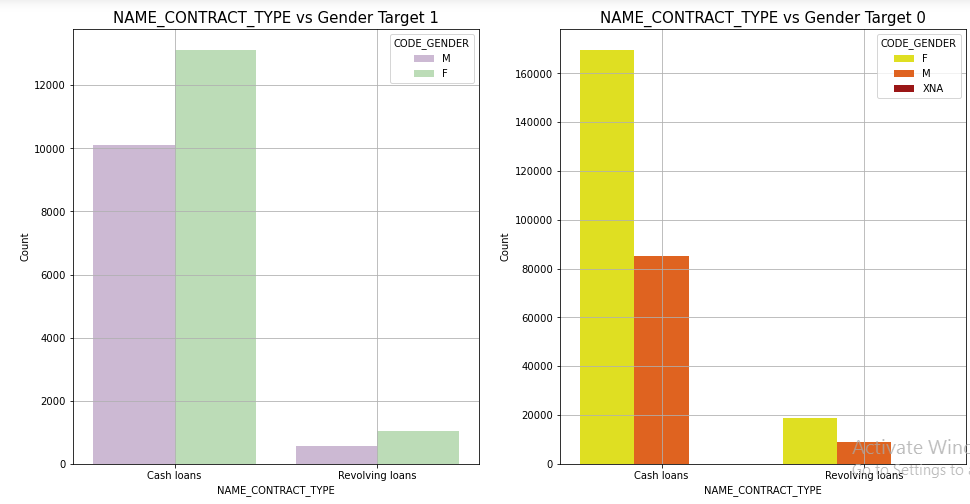 NAME_CONTRACT_TYPE vs Gender Target 1
CODE_GENDER
M
F
12000
10000
8000
6000
4000
2000
0
Count
Cash loans
Revolving loans
NAME_CONTRACT_TYPE
NAME_CONTRACT_TYPE vs Gender Target 0
CODE_GENDER
F
M
XNA
160000
140000
120000
100000
80000
60000
40000
20000
0
Count
Cash loans
Revolving loans
NAME_CONTRACT_TYPE
Activate Wind
Go to Settings to a